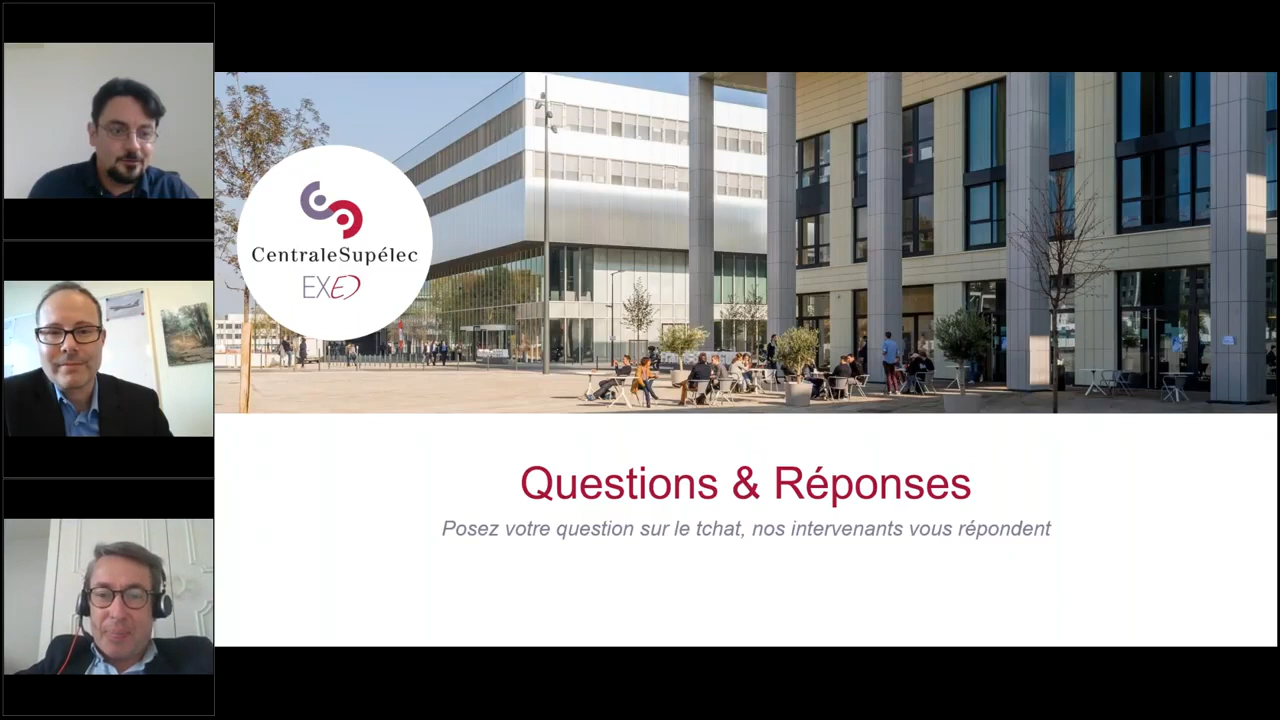 CentraleSupélec
EXED
Questions & Réponses
Posez votre question sur le tchat, nos intervenants vous répondent